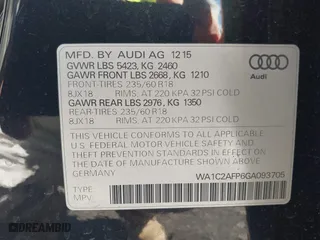 MFD. BY AUDI AG 12 15
GVWR LBS 5423, KG 2460
GAWR FRONT LBS 2668, KG 1210
FRONT-TIRES 235/60 R18
8JX18 RIMS, AT 220 KPA 32 PSI COLD
GAWR REAR LBS 2976, KG 1350
REAR-TIRES 235/60 R18
8JX18 RIMS, AT 220 KPA 32 PSI COLD
Audi
THIS VEHICLE CONFORMS TO ALL APPLICABLE
U.S. FEDERAL MOTOR VEHICLE SAFETY
AND THEFT PREVENTION STANDARDS
IN EFFECT ON THE DATE
OF MANUFACTURE SHOWN ABOVE
GERMANY
WA1C2AFP6GA093705
TYPE:
MPV
DREAMBID